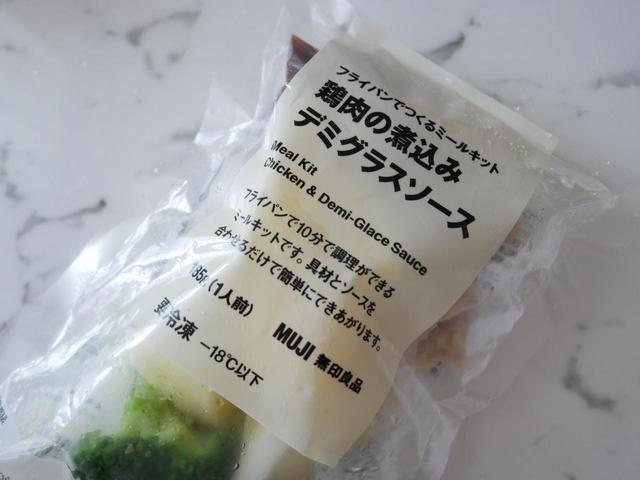 フライパンでつくるミールキット
鶏肉の煮込み
デミグラスソース
Meal Kit
Chicken & Demi-Glace Sauce
フライパンで10分で調理ができる
ミールキットです。具材とソースを
合わせるだけで簡単にできあがります。
185g(1人前)
要冷凍 −18℃以下
MUJI 無印良品